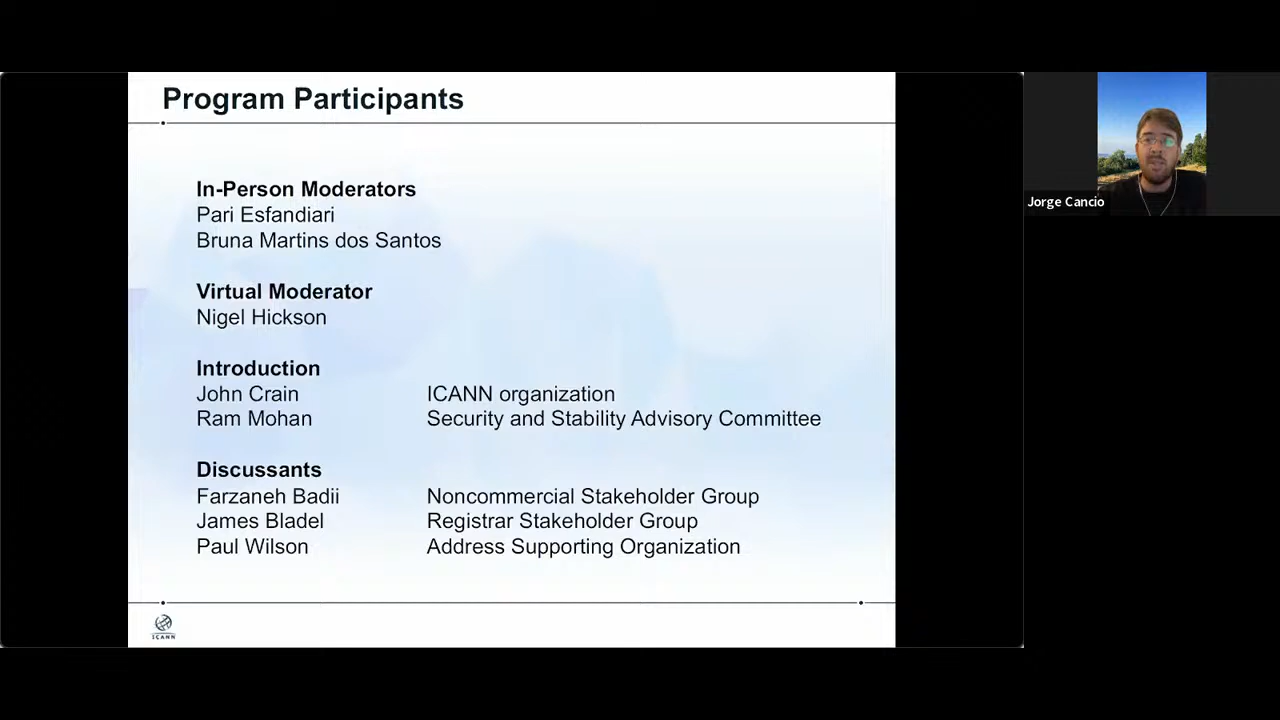 Program Participants
In-Person Moderators
Pari Esfandiari
Bruna Martins dos Santos
Virtual Moderator
Nigel Hickson
Introduction
John Crain ICANN organization
Ram Mohan Security and Stability Advisory Committee
Discussants
Farzaneh Badii Noncommercial Stakeholder Group
James Bladel Registrar Stakeholder Group
Paul Wilson Address Supporting Organization
ICANN
Jorge Cancio